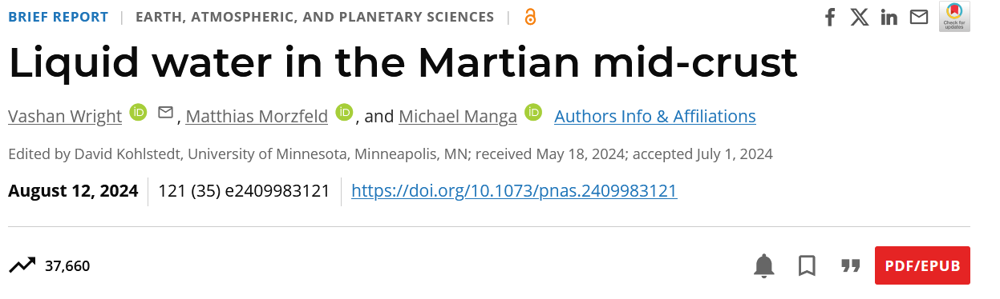 BRIEF REPORT | EARTH, ATMOSPHERIC, AND PLANETARY SCIENCES |
Check for updates
Liquid water in the Martian mid-crust
Vashan Wright iD , Matthias Morzfeld iD , and Michael Manga iD Authors Info & Affiliations
Edited by David Kohlstedt, University of Minnesota, Minneapolis, MN; received May 18, 2024; accepted July 1, 2024
August 12, 2024 | 121 (35) e2409983121 | https://doi.org/10.1073/pnas.2409983121
37,660
PDF/EPUB